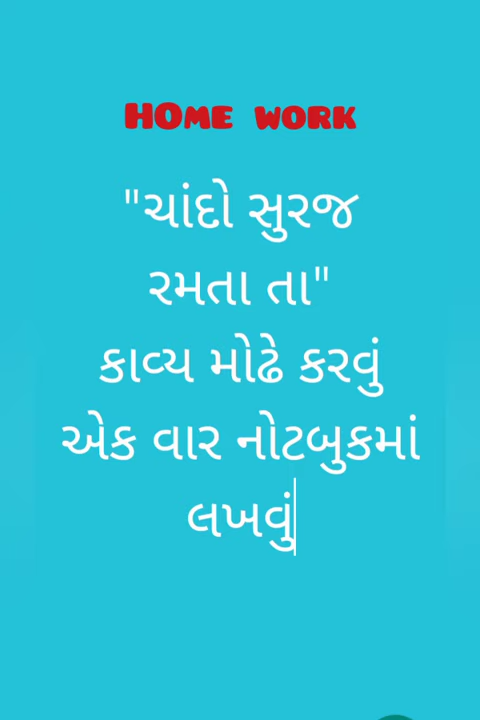 HOME WORK
"ચાંદો સુરજ
રમતા તા"
કાવ્ય મોઢે કરવું
એક વાર નોટબુકમાં
લખવું